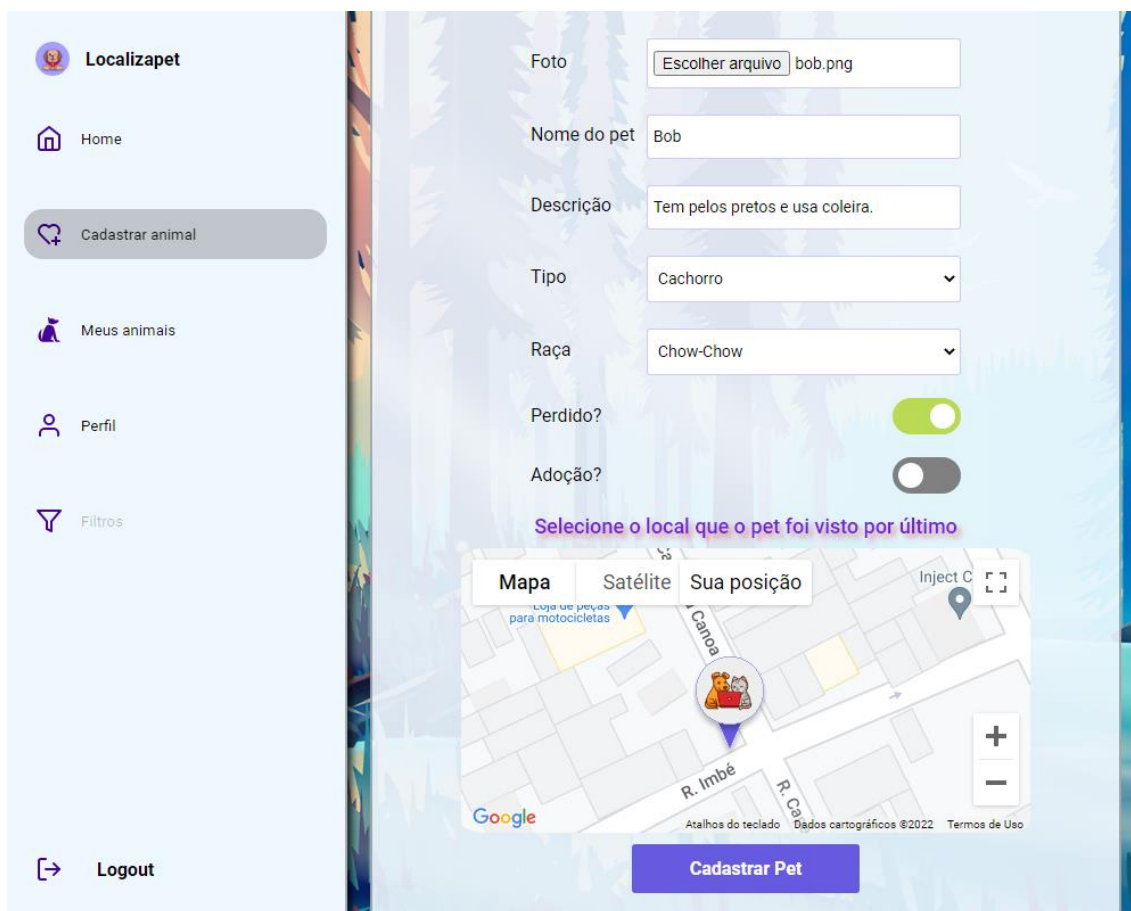 Localizapet
Home
Cadastrar animal
Meus animais
Perfil
Filtros
Logout
Foto
Escolher arquivo bob.png
Nome do pet Bob
Descrição Tem pelos pretos e usa coleira.
Tipo Cachorro
Raça Chow-Chow
Perdido?
Adoção?
Selecione o local que o pet foi visto por último
Mapa Satélite Sua posição
Inject C
Loja de peças
para motocicletas
Canoa
R. Imbé
R. Ca
Google
Atalhos do teclado Dados cartográficos ©2022 Termos de Uso
Cadastrar Pet